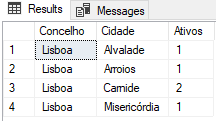 Results Messages
Concelho Cidade Ativos
1 Lisboa Alvalade 1
2 Lisboa Arroios 1
3 Lisboa Carnide 2
4 Lisboa Misericórdia 1